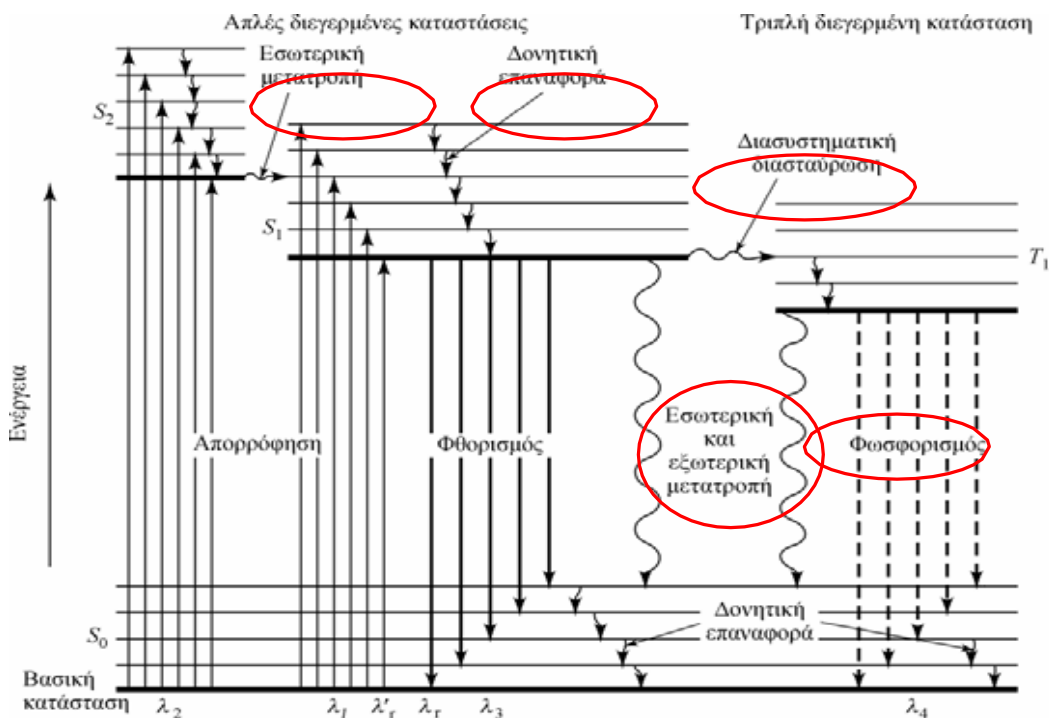 Απλές διεγερμένες καταστάσεις
Τριπλή διεγερμένη κατάσταση
Εσωτερική
μετατροπή
Δονητική
επαναφορά
S2
Διασυστηματική
διασταύρωση
S1
T1
Ενέργεια
Απορρόφηση
Φθορισμός
Εσωτερική
και
εξωτερική
μετατροπή
Φωσφορισμός
S0
Δονητική
επαναφορά
Βασική
κατάσταση
λ2 λ1 λ'r λr λ3 λ4